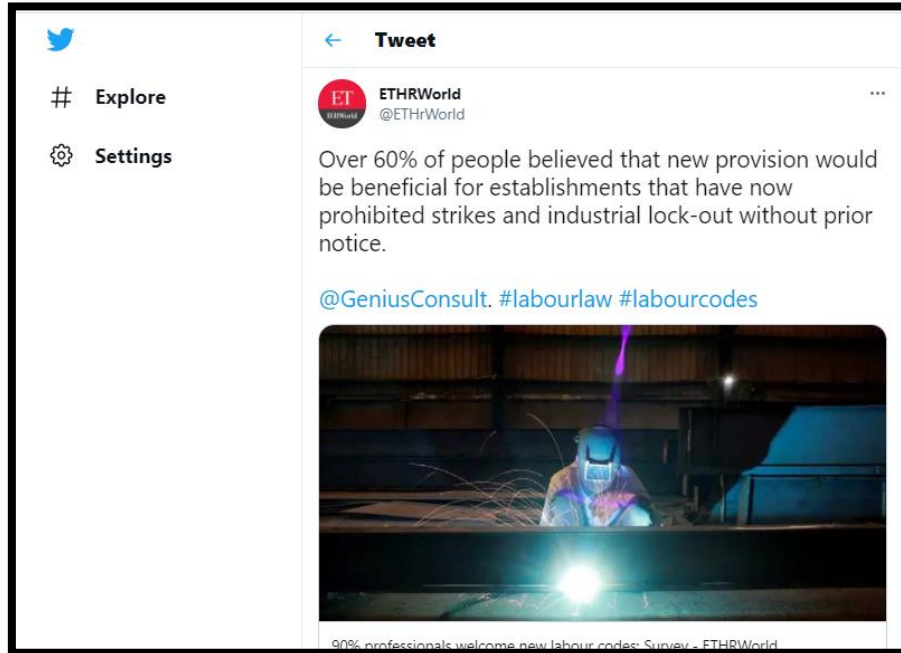 Tweet
Explore
Settings
ET
HRWorld
ETHRWorld
@ETHrWorld
...
Over 60% of people believed that new provision would
be beneficial for establishments that have now
prohibited strikes and industrial lock-out without prior
notice.
@GeniusConsult. #labourlaw #labourcodes
90% professionals welcome new labour codes: Survey - ETHRWorld